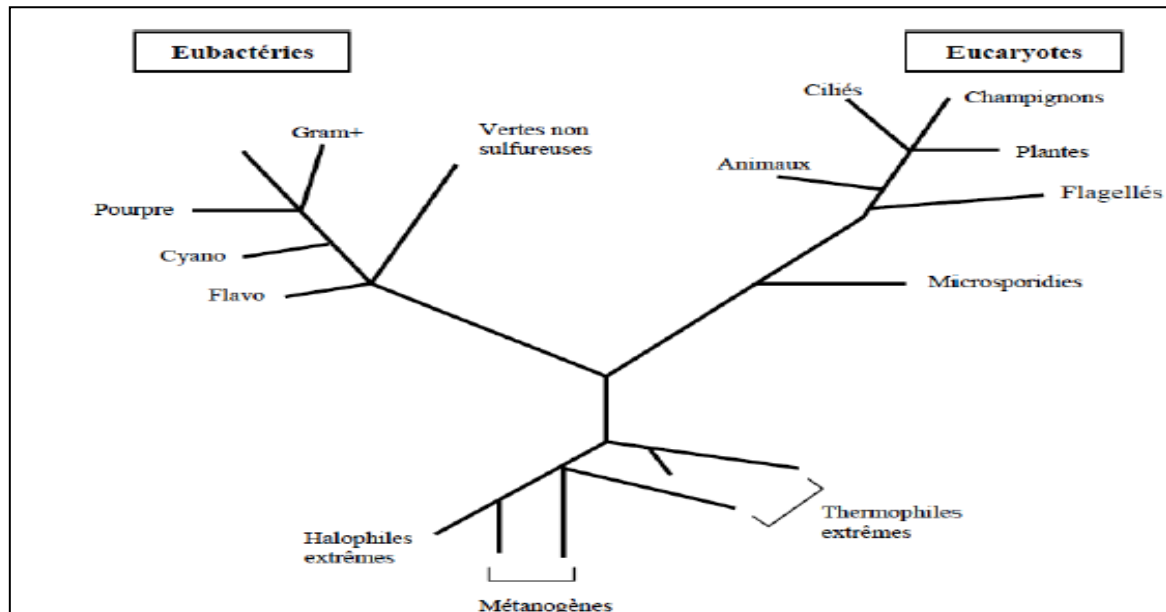 Eubactéries
Eucaryotes
Ciliés
Champignons
Gram+
Vertes non
sulfureuses
Plantes
Animaux
Flagellés
Pourpre
Cyano
Flavo
Miicrosporidies
Thermophiles
extrêmes
Halophiles
extrêmes
Métanogènes